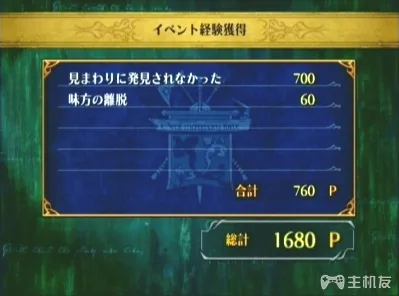 イベント経験獲得
見まわりに発見されなかった 700
味方の離脱 60
合計 760 P
総計 1680 P
主机友